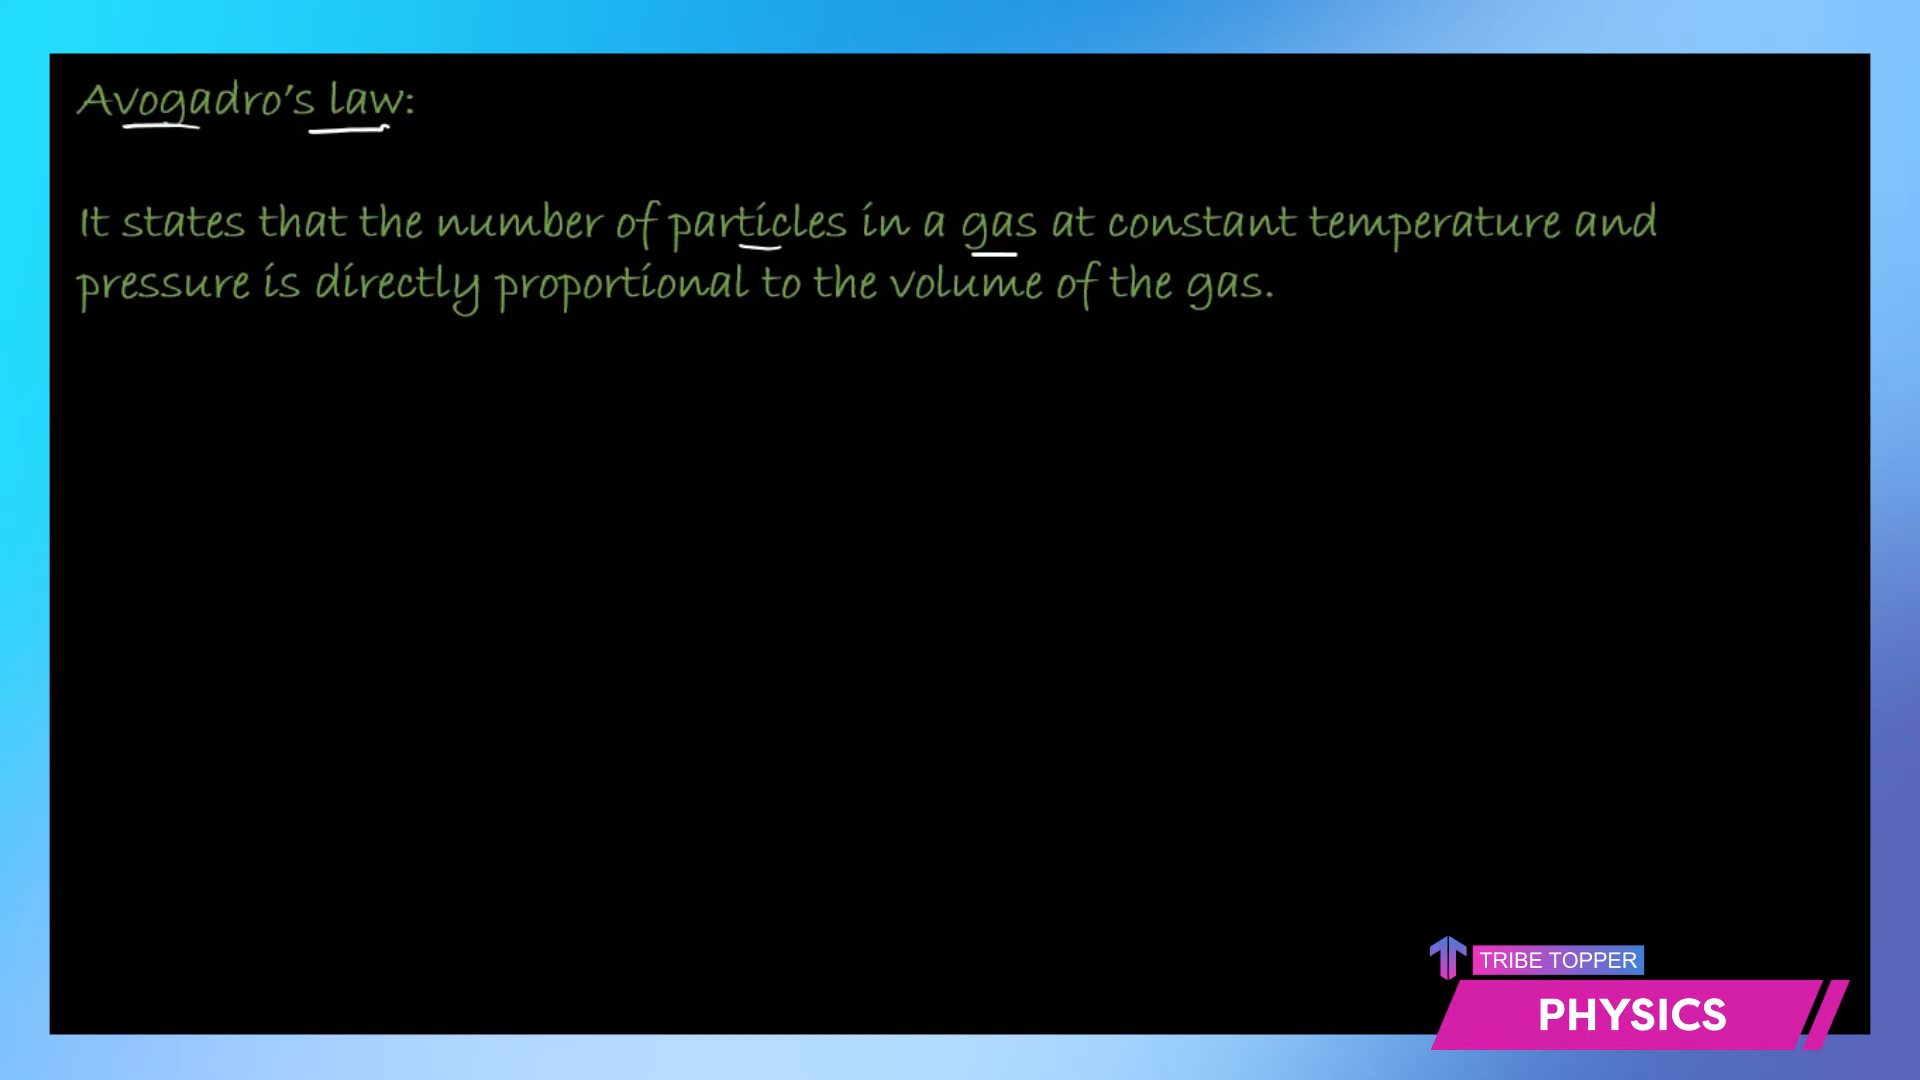 Avogadro's law:
It states that the number of particles in a gas at constant temperature and
pressure is directly proportional to the volume of the gas.
TRIBE TOPPER
PHYSICS